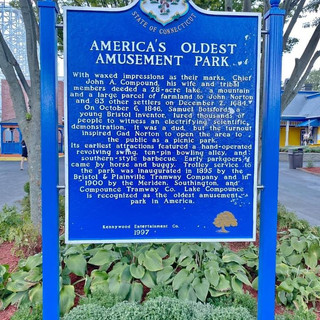 STATE OF CONNECTICUT
AMERICA'S OLDEST
AMUSEMENT PARK
With waxed impressions as their marks, Chief
John A. Compound, his wife and tribal
members deeded a 28-acre lake, a mountain
and a large parcel of farmland to John Norton
and 83 other settlers on December 2, 1684.
On October 6, 1846, Samuel Botsford, a
young Bristol inventor, lured thousands of
people to witness an electrifying scientific
demonstration. It was a dud, but the turnout
inspired Gad Norton to open the area to
the public as a picnic park.
Its earliest attractions featured a hand-operated
revolving swing, ten-pin bowling alley, and
southern-style barbecue. Early parkgoers
came by horse and buggy. Trolley service to
the park was inaugurated in 1895 by the
Bristol & Plainville Tramway Company and in
1900 by the Meriden, Southington, and
Compounce Tramway Co. Lake Compounce
is recognized as the oldest amusement
park in America.
Kennywood Entertainment Co.
1997